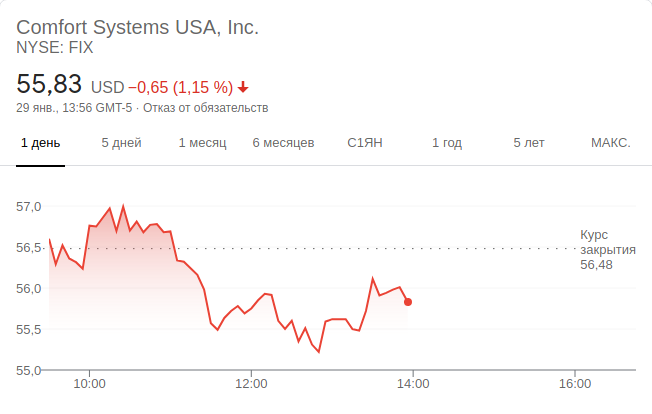 Comfort Systems USA, Inc.
NYSE: FIX
55,83 USD −0,65 (1,15 %)
29 янв., 13:56 GMT-5 · Отказ от обязательств
1 день 5 дней 1 месяц 6 месяцев С1ЯН 1 год 5 лет МАКС.
57,0
56,5
56,0
55,5
55,0
Курс
закрытия
56,48
10:00 12:00 14:00 16:00